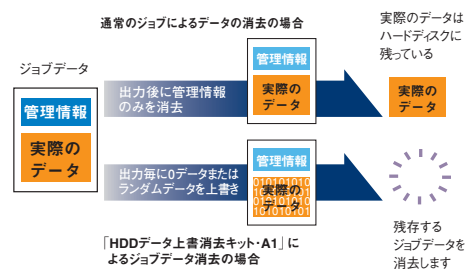 通常のジョブによるデータの消去の場合
実際のデータは
ハードディスクに
残っている
ジョブデータ
管理情報
実際の
データ
出力後に管理情報
のみを消去
管理情報
実際の
データ
実際の
データ
出力毎に0データまたは
ランダムデータを上書き
管理情報
01010101
実際の
10101010
データ
01010101
10101010
「HDDデータ上書消去キット・A1」に
よるジョブデータ消去の場合
残存する
ジョブデータを
消去します